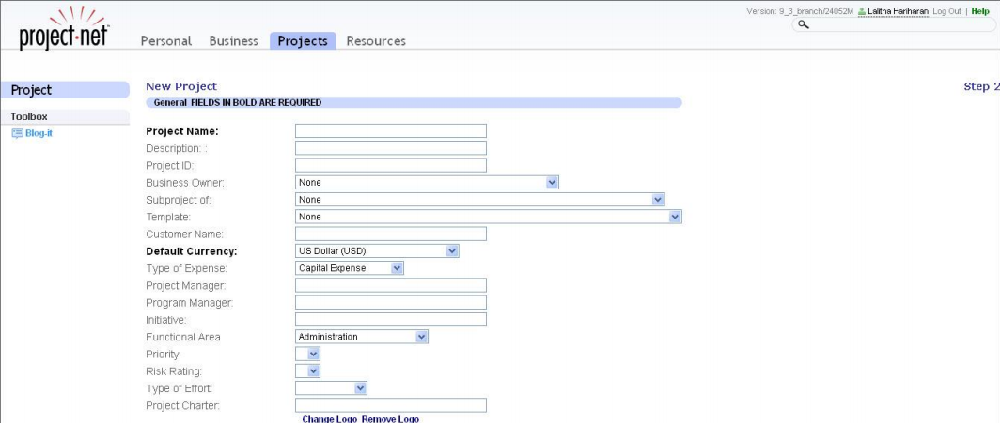 Version: 9_3_branch/24052M Lalitha Hariharan Log Out | Help
project·net
Personal Business Projects Resources
Project
New Project
Step 2
General FIELDS IN BOLD ARE REQUIRED
Toolbox
Blog-it
Project Name:
Description: :
Project ID:
Business Owner: None
Subproject of: None
Template: None
Customer Name:
Default Currency: US Dollar (USD)
Type of Expense: Capital Expense
Project Manager:
Program Manager:
Initiative:
Functional Area Administration
Priority:
Risk Rating:
Type of Effort:
Project Charter:
Change Logo Remove Logo